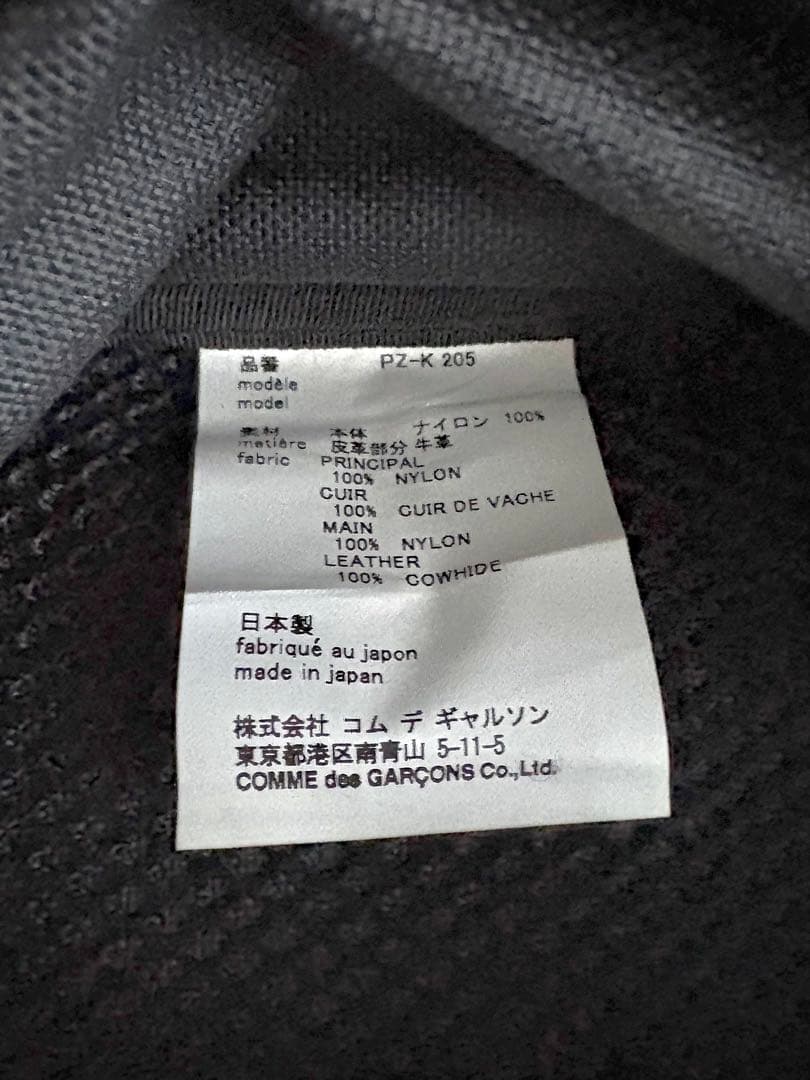 品番 PZ-K 205
modèle
model
素材 本体 ナイロン 100%
matière 皮革部分 牛革
fabric PRINCIPAL
100% NYLON
CUIR
100% CUIR DE VACHE
MAIN
100% NYLON
LEATHER
100% COWHIDE
日本製
fabriqué au japon
made in japan
株式会社 コム デ ギャルソン
東京都港区南青山 5-11-5
COMME des GARÇONS Co.,Ltd.